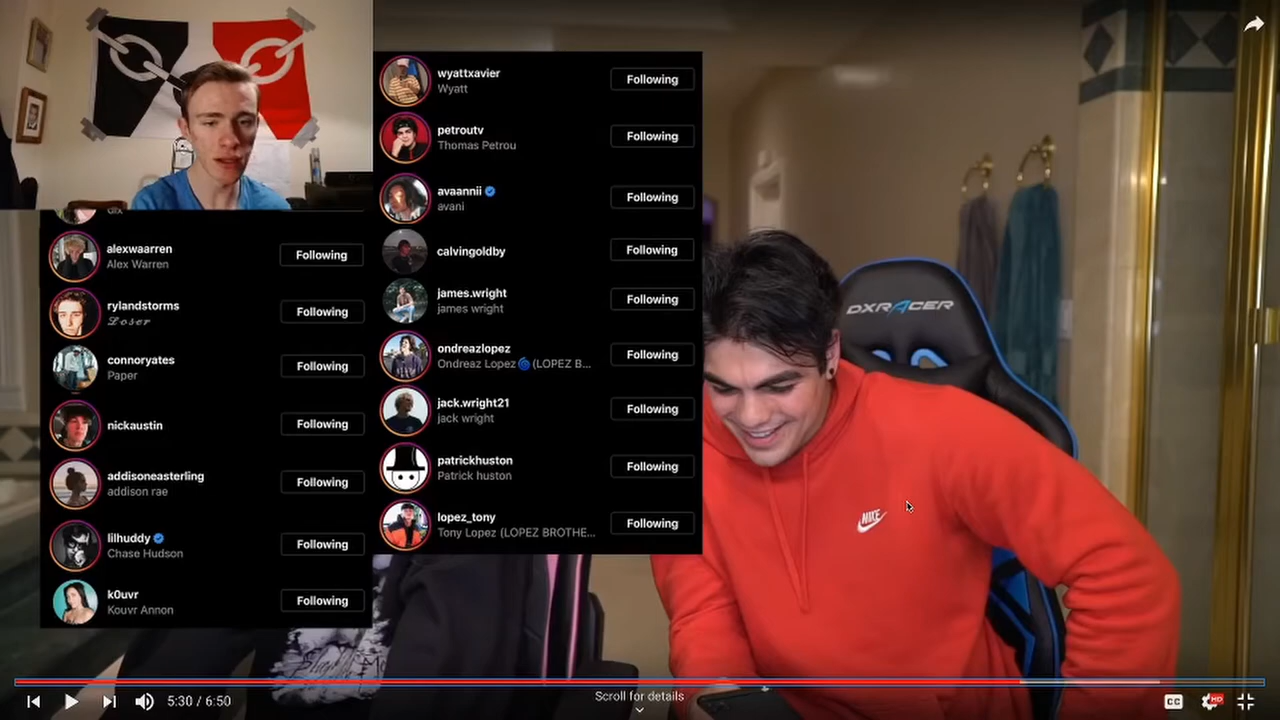 alexwaarren
Alex Warren
Following
rylandstorms
𝓛𝓸𝓼𝓮𝓻
Following
connoryates
Paper
Following
nickaustin
Following
addisoneasterling
addison rae
Following
lilhuddy
Chase Hudson
Following
k0uvr
Kouvr Annon
Following
wyattxavier
Wyatt
Following
petroutv
Thomas Petrou
Following
avaannii
avani
Following
calvingoldby
Following
james.wright
james wright
Following
ondreazlopez
Ondreaz Lopez🌀(LOPEZ B...
Following
jack.wright21
jack wright
Following
patrickhuston
Patrick huston
Following
lopez_tony
Tony Lopez (LOPEZ BROTHE...
Following
DXRACER
NIKE
5:30 / 6:50
Scroll for details
CC
HD